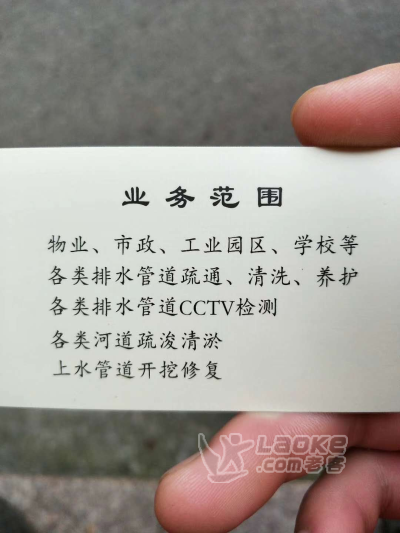 业务范围
物业、市政、工业园区、学校等
各类排水管道疏通、清洗、养护
各类排水管道CCTV检测
各类河道疏浚清淤
上水管道开挖修复
LAOKE
.com老客